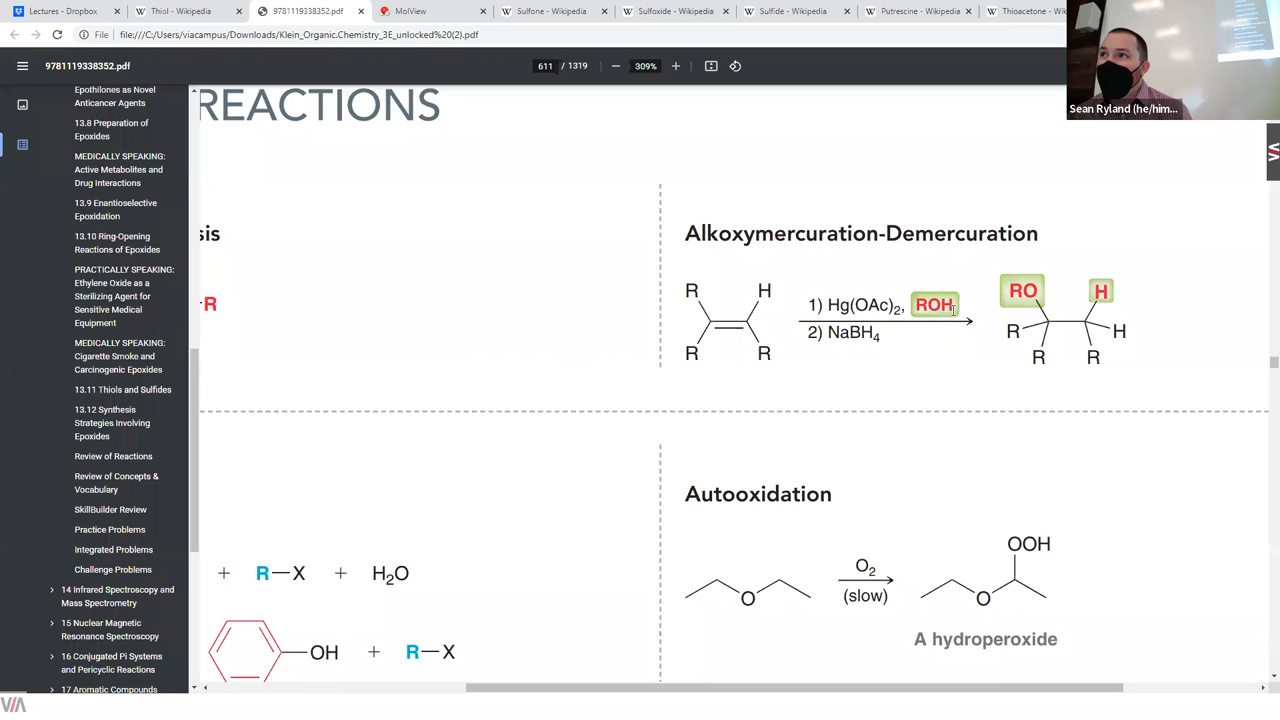 Lectures - Dropbox
Thiol - Wikipedia
9781119338352.pdf
MolView
Sulfone - Wikipedia
Sulfoxide - Wikipedia
Sulfide - Wikipedia
Putrescine - Wikipedia
Thioacetone - Wikipedia
File | file:///C:/Users/viacampus/Downloads/Klein_Organic.Chemistry_3E_unlocked%20(2).pdf
9781119338352.pdf
611 / 1319
309%
Sean Ryland (he/him...
Epothilones as Novel
Anticancer Agents
13.8 Preparation of
Epoxides
MEDICALLY SPEAKING:
Active Metabolites and
Drug Interactions
13.9 Enantioselective
Epoxidation
13.10 Ring-Opening
Reactions of Epoxides
PRACTICALLY SPEAKING:
Ethylene Oxide as a
Sterilizing Agent for
Sensitive Medical
Equipment
MEDICALLY SPEAKING:
Cigarette Smoke and
Carcinogenic Epoxides
13.11 Thiols and Sulfides
13.12 Synthesis
Strategies Involving
Epoxides
Review of Reactions
Review of Concepts &
Vocabulary
SkillBuilder Review
Practice Problems
Integrated Problems
Challenge Problems
14 Infrared Spectroscopy and
Mass Spectrometry
15 Nuclear Magnetic
Resonance Spectroscopy
16 Conjugated Pi Systems
and Pericyclic Reactions
17 Aromatic Compounds
REACTIONS
sis
R
Alkoxymercuration-Demercuration
R H
R R
1) Hg(OAc)2, ROH
2) NaBH4
RO H
R H
R R
+ R—X + H2O
OH + R—X
Autooxidation
O
O2
(slow)
OOH
O
A hydroperoxide
VIA